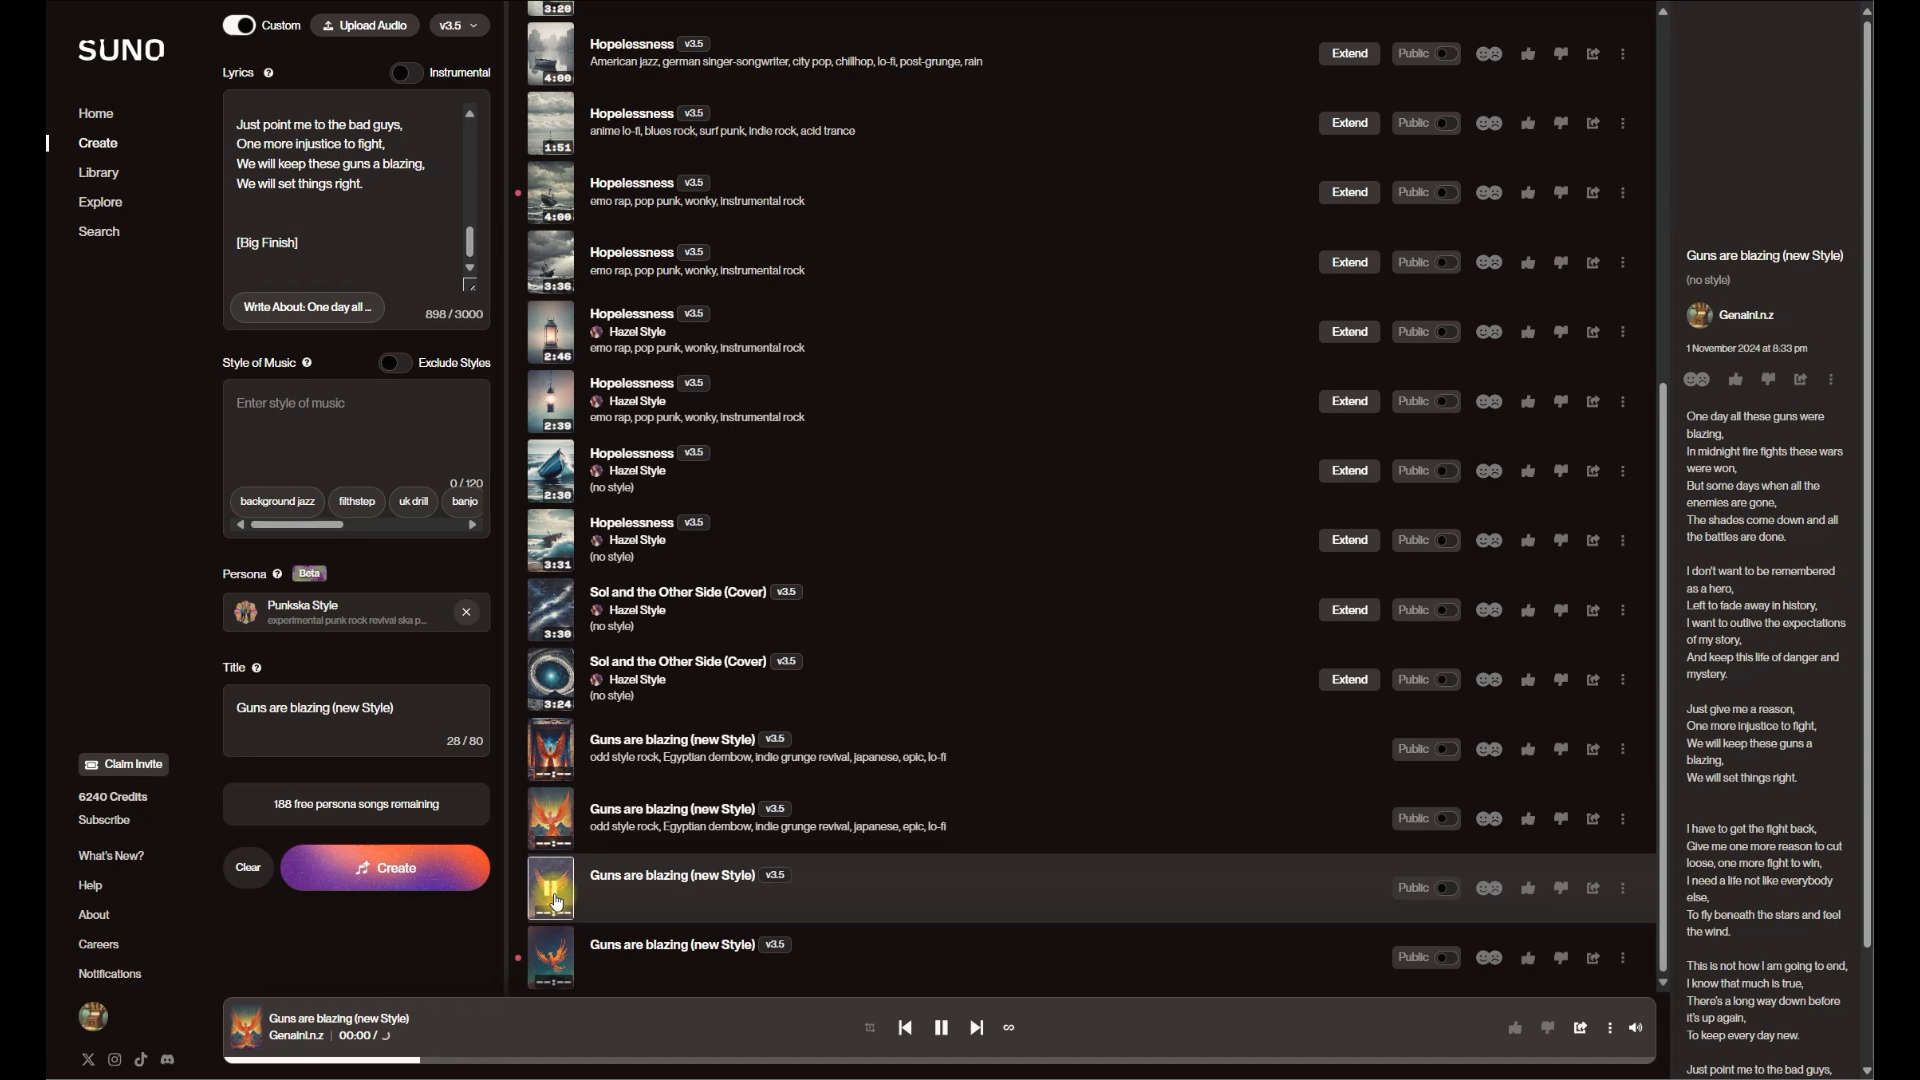 SUNO
Home
Create
Library
Explore
Search
Claim Invite
6240 Credits
Subscribe
What's New?
Help
About
Careers
Notifications
Custom
Upload Audio
v3.5
Lyrics
Instrumental
Just point me to the bad guys,
One more injustice to fight,
We will keep these guns a blazing,
We will set things right.
[Big Finish]
Write About: One day all ...
898 / 3000
Style of Music
Exclude Styles
Enter style of music
0 / 120
background jazz
filthstep
uk drill
banjo
Persona
Beta
Punkska Style
experimental punk rock revival ska p...
Title
Guns are blazing (new Style)
28 / 80
188 free persona songs remaining
Clear
Create
3:20
Hopelessness v3.5
American jazz, german singer-songwriter, city pop, chillhop, lo-fi, post-grunge, rain
4:00
Extend
Public
Hopelessness v3.5
anime lo-fi, blues rock, surf punk, indie rock, acid trance
1:51
Extend
Public
Hopelessness v3.5
emo rap, pop punk, wonky, instrumental rock
4:00
Extend
Public
Hopelessness v3.5
emo rap, pop punk, wonky, instrumental rock
3:36
Extend
Public
Hopelessness v3.5
Hazel Style
emo rap, pop punk, wonky, instrumental rock
2:46
Extend
Public
Hopelessness v3.5
Hazel Style
emo rap, pop punk, wonky, instrumental rock
2:39
Extend
Public
Hopelessness v3.5
Hazel Style
(no style)
2:30
Extend
Public
Hopelessness v3.5
Hazel Style
(no style)
3:31
Extend
Public
Sol and the Other Side (Cover) v3.5
Hazel Style
(no style)
3:30
Extend
Public
Sol and the Other Side (Cover) v3.5
Hazel Style
(no style)
3:24
Extend
Public
Guns are blazing (new Style) v3.5
odd style rock, Egyptian dembow, indie grunge revival, japanese, epic, lo-fi
--:--
Public
Guns are blazing (new Style) v3.5
odd style rock, Egyptian dembow, indie grunge revival, japanese, epic, lo-fi
--:--
Public
Guns are blazing (new Style) v3.5
--:--
Public
Guns are blazing (new Style) v3.5
--:--
Public
Guns are blazing (new Style)
GenaiNl.n.z
00:00 /
Guns are blazing (new Style)
(no style)
GenaiNl.n.z
1 November 2024 at 8:33 pm
One day all these guns were
blazing,
In midnight fire fights these wars
were won,
But some days when all the
enemies are gone,
The shades come down and all
the battles are done.
I don't want to be remembered
as a hero,
Left to fade away in history,
I want to outlive the expectations
of my story,
And keep this life of danger and
mystery.
Just give me a reason,
One more injustice to fight,
We will keep these guns a
blazing,
We will set things right.
I have to get the fight back,
Give me one more reason to cut
loose, one more fight to win,
I need a life not like everybody
else,
To fly beneath the stars and feel
the wind.
This is not how I am going to end,
I know that much is true,
There's a long way down before
it's up again,
To keep every day new.
Just point me to the bad guys,